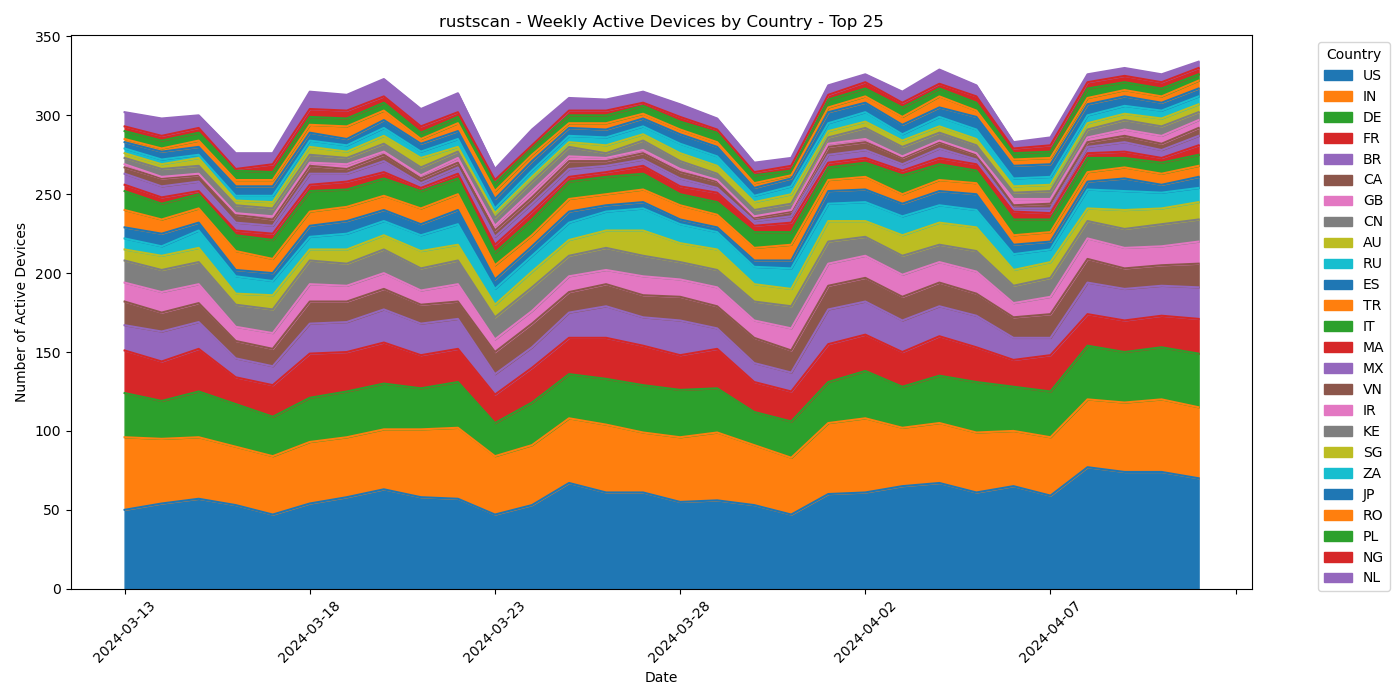 rustscan - Weekly Active Devices by Country - Top 25
Number of Active Devices
350
300
250
200
150
100
50
0
2024-03-13
2024-03-18
2024-03-23
2024-03-28
2024-04-02
2024-04-07
Date
Country
US
IN
DE
FR
BR
CA
GB
CN
AU
RU
ES
TR
IT
MA
MX
VN
IR
KE
SG
ZA
JP
RO
PL
NG
NL